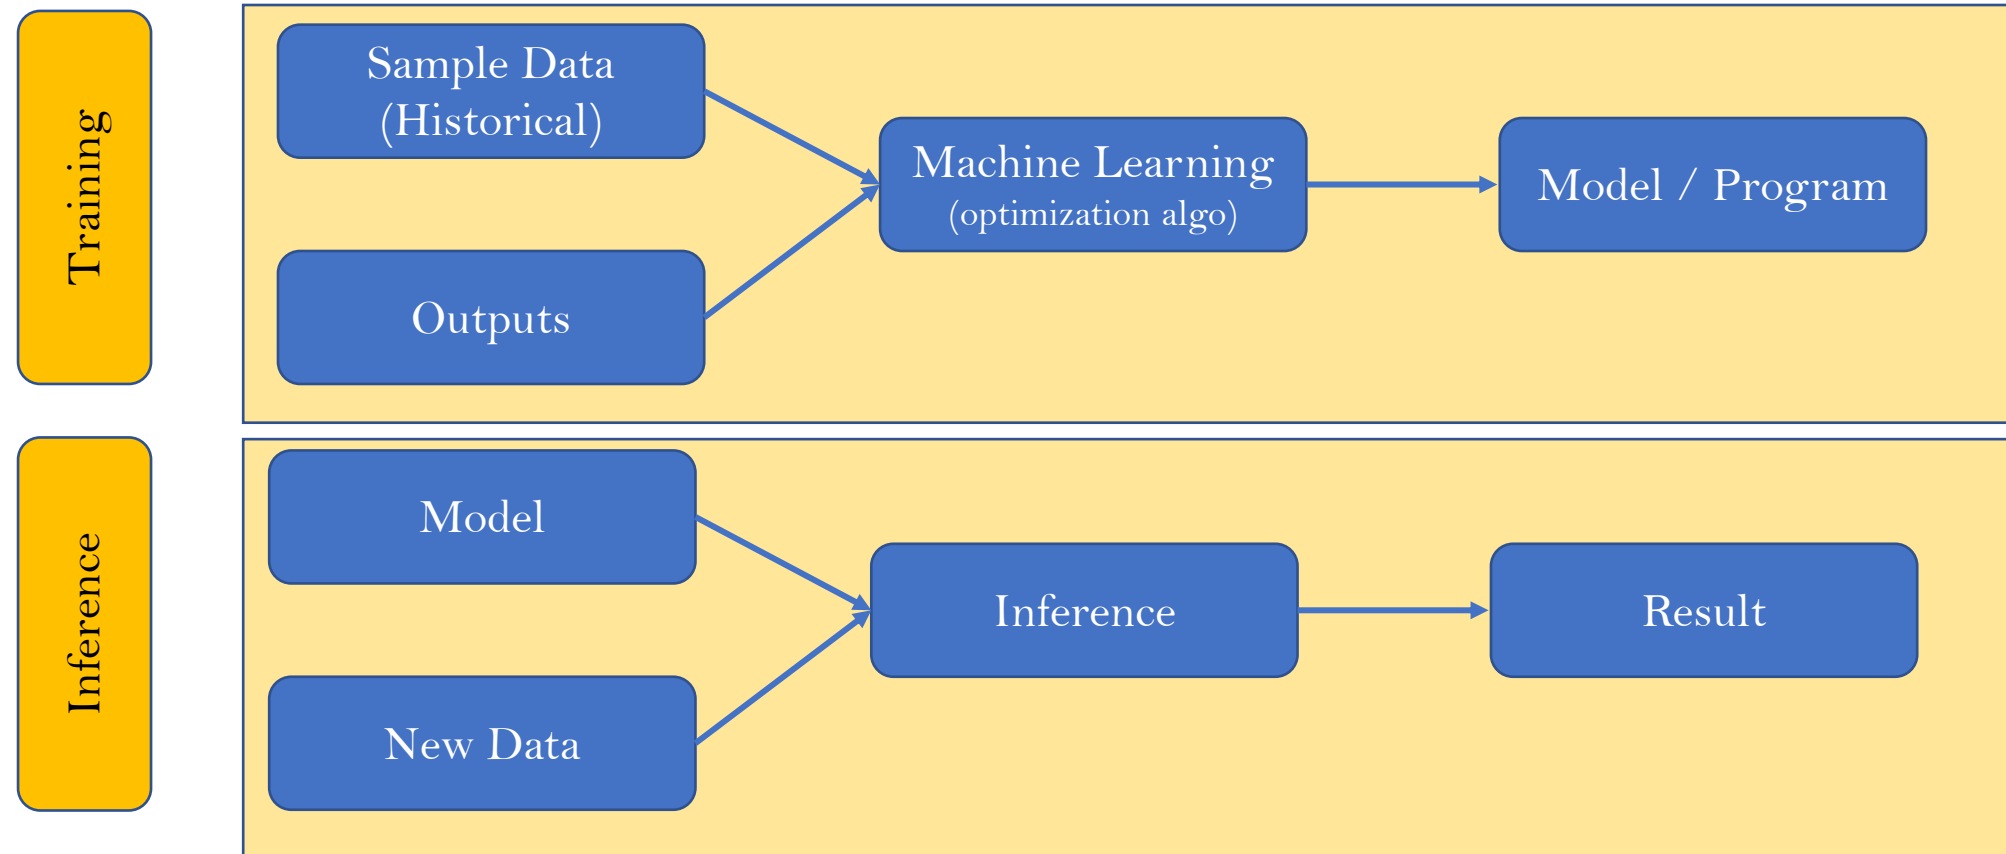 Training
Sample Data
(Historical)
Outputs
Machine Learning
(optimization algo)
Model / Program
Inference
Model
New Data
Inference
Result